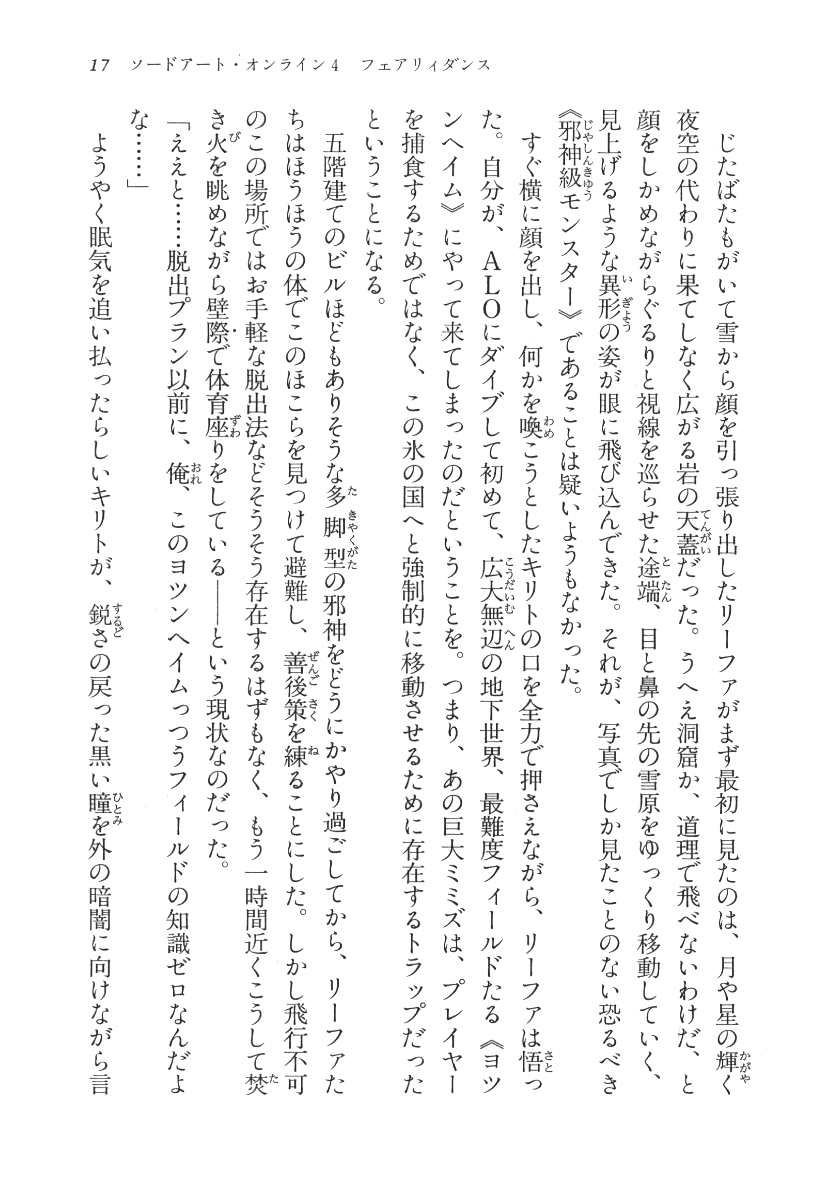 17　ソードアート・オンライン4　フェアリィダンス
　じたばたもがいて雪から顔を引っ張り出したリーファがまず最初に見たのは、月や星の輝く
夜空の代わりに果てしなく広がる岩の天蓋だった。うへえ洞窟か、道理で飛べないわけだ、と
顔をしかめながらぐるりと視線を巡らせた途端、目と鼻の先の雪原をゆっくり移動していく、
見上げるような異形の姿が眼に飛び込んできた。それが、写真でしか見たことのない恐るべき
《邪神級モンスター》であることは疑いようもなかった。
　すぐ横に顔を出し、何かを喚こうとしたキリトの口を全力で押さえながら、リーファは悟っ
た。自分が、ALOにダイブして初めて、広大無辺の地下世界、最難度フィールドたる《ヨツ
ンヘイム》にやって来てしまったのだということを。つまり、あの巨大ミミズは、プレイヤー
を捕食するためではなく、この氷の国へと強制的に移動させるために存在するトラップだった
ということになる。
　五階建てのビルほどもありそうな多脚型の邪神をどうにかやり過ごしてから、リーファた
ちはほうほうの体でこのほこらを見つけて避難し、善後策を練ることにした。しかし飛行不可
のこの場所ではお手軽な脱出法などそうそう存在するはずもなく、もう一時間近くこうして焚
き火を眺めながら壁際で体育座りをしている――という現状なのだった。
「ええと……脱出プラン以前に、俺、このヨツンヘイムっつうフィールドの知識ゼロなんだよ
な……」
　ようやく眠気を追い払ったらしいキリトが、鋭さの戻った黒い瞳を外の暗闇に向けながら言